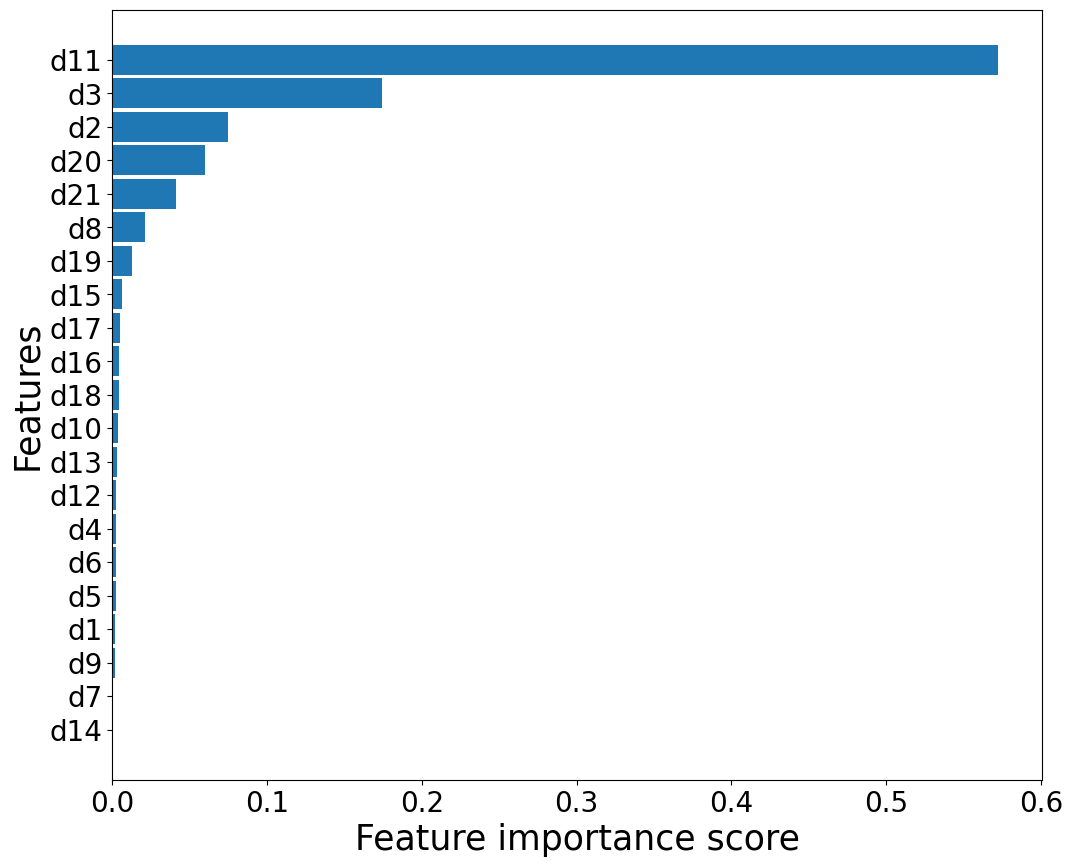 d11
d3
d2
d20
d21
d8
d19
d15
d17
d16
d18
d10
d13
d12
d4
d6
d5
d1
d9
d7
d14
Features
0.0 0.1 0.2 0.3 0.4 0.5 0.6
Feature importance score